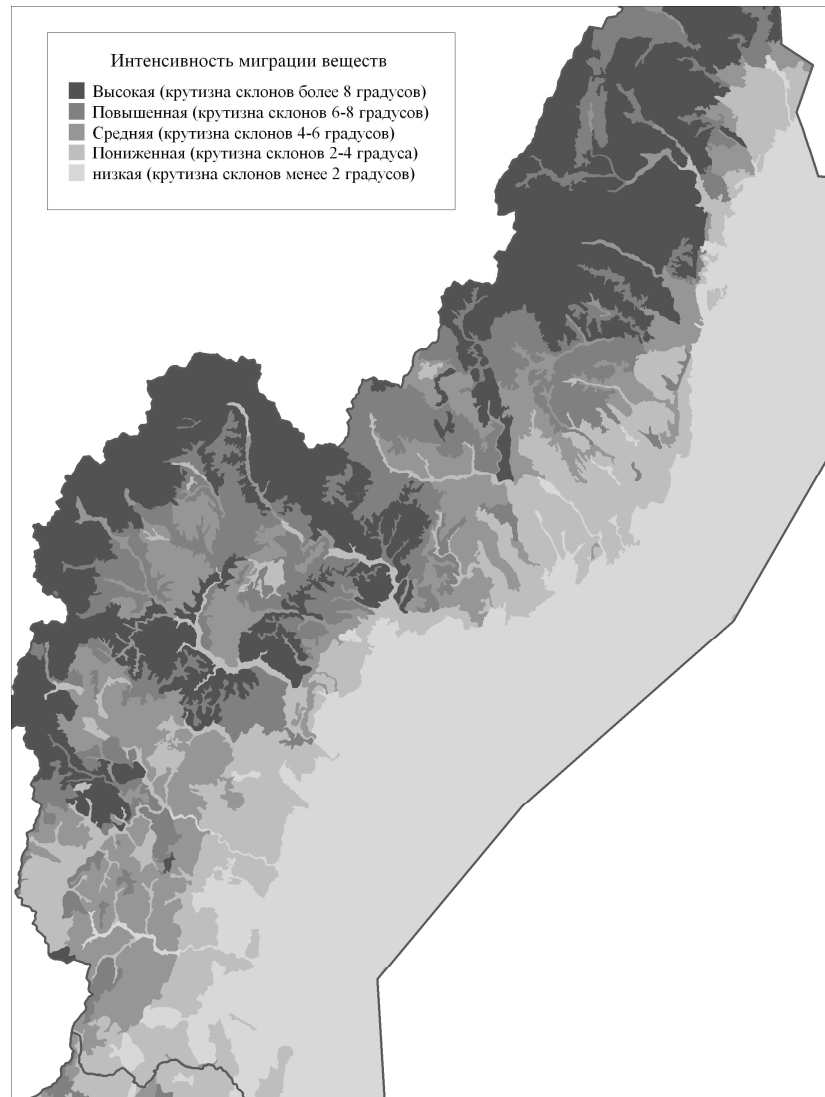 Интенсивность миграции веществ
Высокая (крутизна склонов более 8 градусов)
Повышенная (крутизна склонов 6-8 градусов)
Средняя (крутизна склонов 4-6 градусов)
Пониженная (крутизна склонов 2-4 градуса)
низкая (крутизна склонов менее 2 градусов)